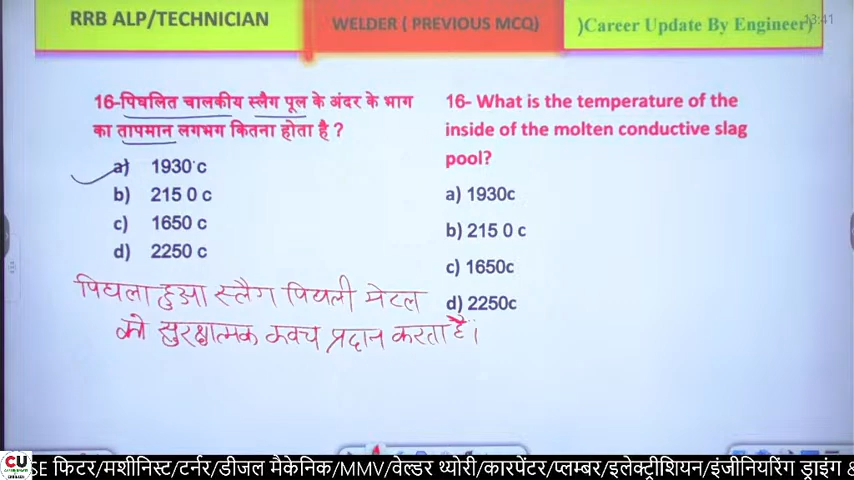 RRB ALP/TECHNICIAN
WELDER ( PREVIOUS MCQ)
)Career Update By Engineer)
13:41
16-पिघलित चालकीय स्लैग पूल के अंदर के भाग
का तापमान लगभग कितना होता है ?
a) 1930 c
b) 215 0 c
c) 1650 c
d) 2250 c
16- What is the temperature of the
inside of the molten conductive slag
pool?
a) 1930c
b) 215 0 c
c) 1650c
d) 2250c
पिघला हुआ स्लैग पिघली मेटल
को सुरक्षात्मक कवच प्रदान करता है।
CU
SE फिटर/मशीनिस्ट/टर्नर/डीजल मैकेनिक/MMV/वेल्डर थ्योरी/कारपेंटर/प्लम्बर/इलेक्ट्रीशियन/इंजीनियरिंग ड्राइंग &